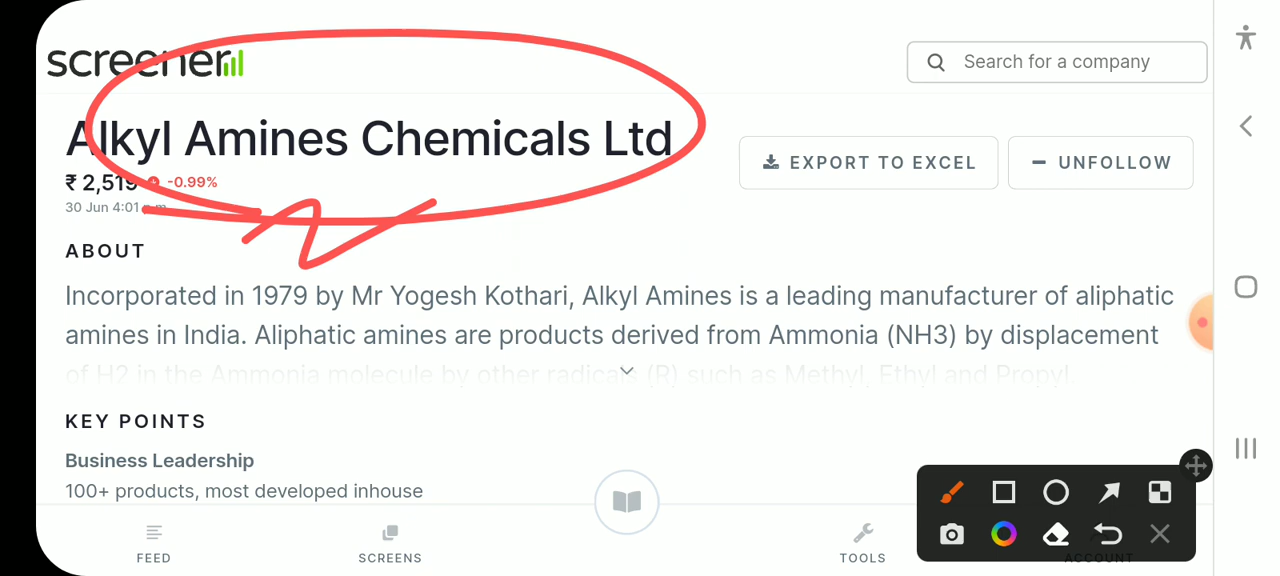 screener
Search for a company
Alkyl Amines Chemicals Ltd
EXPORT TO EXCEL
UNFOLLOW
₹ 2,519 -0.99%
30 Jun 4:01 p.m
ABOUT
Incorporated in 1979 by Mr Yogesh Kothari, Alkyl Amines is a leading manufacturer of aliphatic
amines in India. Aliphatic amines are products derived from Ammonia (NH3) by displacement
of H2 in the Ammonia molecule by other radicals (R) such as Methyl, Ethyl and Propyl.
KEY POINTS
Business Leadership
100+ products, most developed inhouse
FEED
SCREENS
TOOLS
ACCOUNT